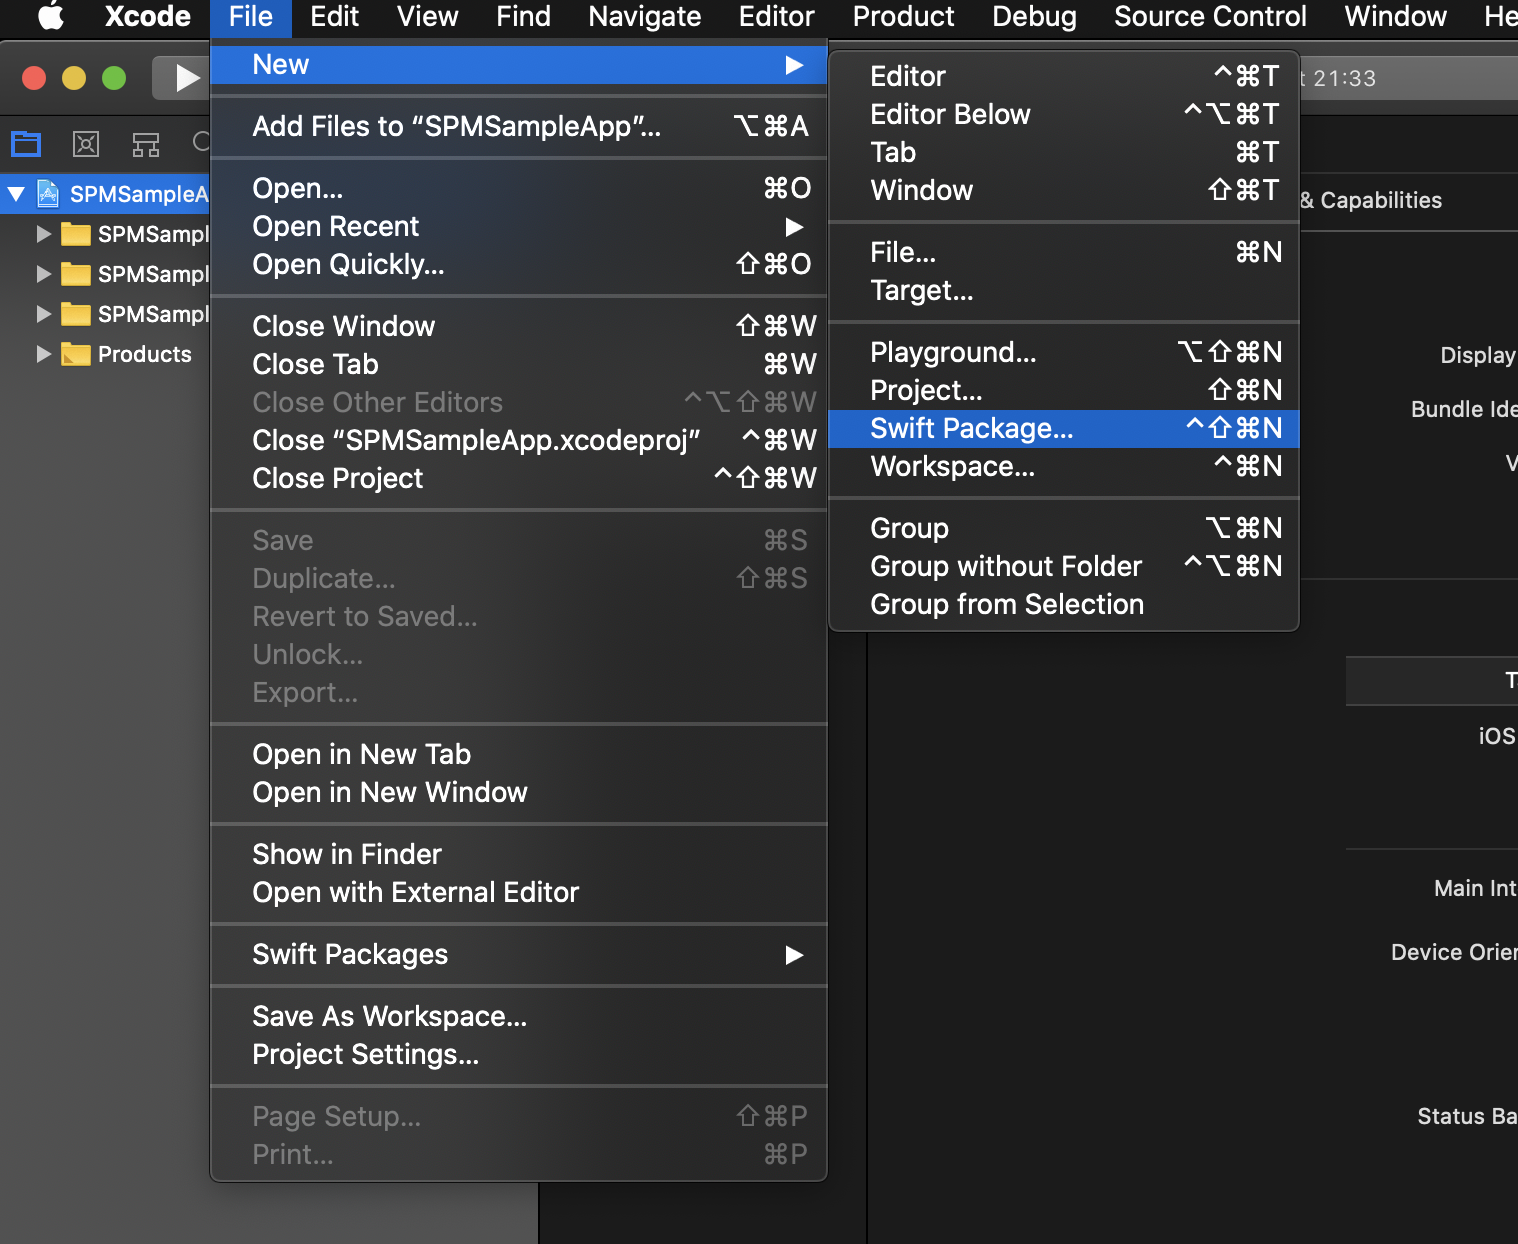 Xcode File Edit View Find Navigate Editor Product Debug Source Control Window He
21:33
SPMSampleA
SPMSampl
SPMSampl
SPMSampl
Products
New
Add Files to “SPMSampleApp”... ⌥⌘A
Open... ⌘O
Open Recent
Open Quickly... ⇧⌘O
Close Window ⇧⌘W
Close Tab ⌘W
Close Other Editors ^⌥⇧⌘W
Close “SPMSampleApp.xcodeproj” ^⌘W
Close Project ^⇧⌘W
Save ⌘S
Duplicate... ⇧⌘S
Revert to Saved...
Unlock...
Export...
Open in New Tab
Open in New Window
Show in Finder
Open with External Editor
Swift Packages
Save As Workspace...
Project Settings...
Page Setup... ⇧⌘P
Print... ⌘P
Editor ^⌘T
Editor Below ^⌥⌘T
Tab ⌘T
Window ⇧⌘T
File... ⌘N
Target...
Playground... ⌥⇧⌘N
Project... ⇧⌘N
Swift Package... ^⇧⌘N
Workspace... ^⌘N
Group ⌥⌘N
Group without Folder ^⌥⌘N
Group from Selection
& Capabilities
Display
Bundle Ide
V
iOS
Main Int
Device Orien
Status Ba